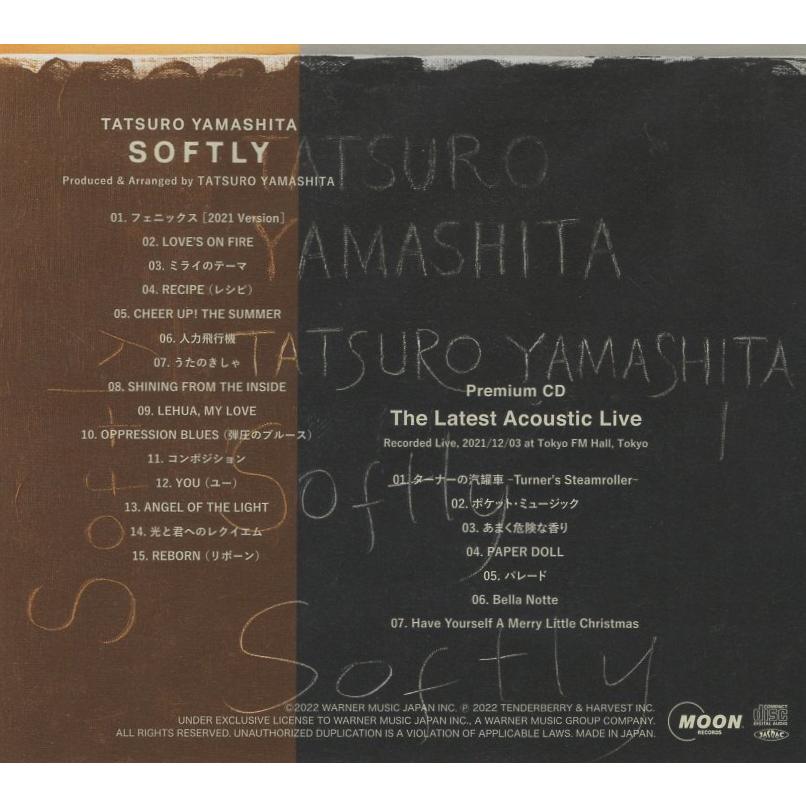 TATSURO YAMASHITA
SOFTLY
Produced & Arranged by TATSURO YAMASHITA
01. フェニックス [2021 Version]
02. LOVE'S ON FIRE
03. ミライのテーマ
04. RECIPE (レシピ)
05. CHEER UP! THE SUMMER
06. 人力飛行機
07. うたのきしゃ
08. SHINING FROM THE INSIDE
09. LEHUA, MY LOVE
10. OPPRESSION BLUES (弾圧のブルース)
11. コンポジション
12. YOU (ユー)
13. ANGEL OF THE LIGHT
14. 光と君へのレクイエム
15. REBORN (リボーン)
TATSURO
YAMASHITA
TATSURO YAMASHITA
Softly
Softly
Softly
Premium CD
The Latest Acoustic Live
Recorded Live, 2021/12/03 at Tokyo FM Hall, Tokyo
01. ターナーの汽罐車 -Turner's Steamroller-
02. ポケット・ミュージック
03. あまく危険な香り
04. PAPER DOLL
05. パレード
06. Bella Notte
07. Have Yourself A Merry Little Christmas
©2022 WARNER MUSIC JAPAN INC. ℗ 2022 TENDERBERRY & HARVEST INC.
UNDER EXCLUSIVE LICENSE TO WARNER MUSIC JAPAN INC., A WARNER MUSIC GROUP COMPANY.
ALL RIGHTS RESERVED. UNAUTHORIZED DUPLICATION IS A VIOLATION OF APPLICABLE LAWS. MADE IN JAPAN.
MOON
RECORDS
COMPACT
disc
DIGITAL AUDIO
JASRAC